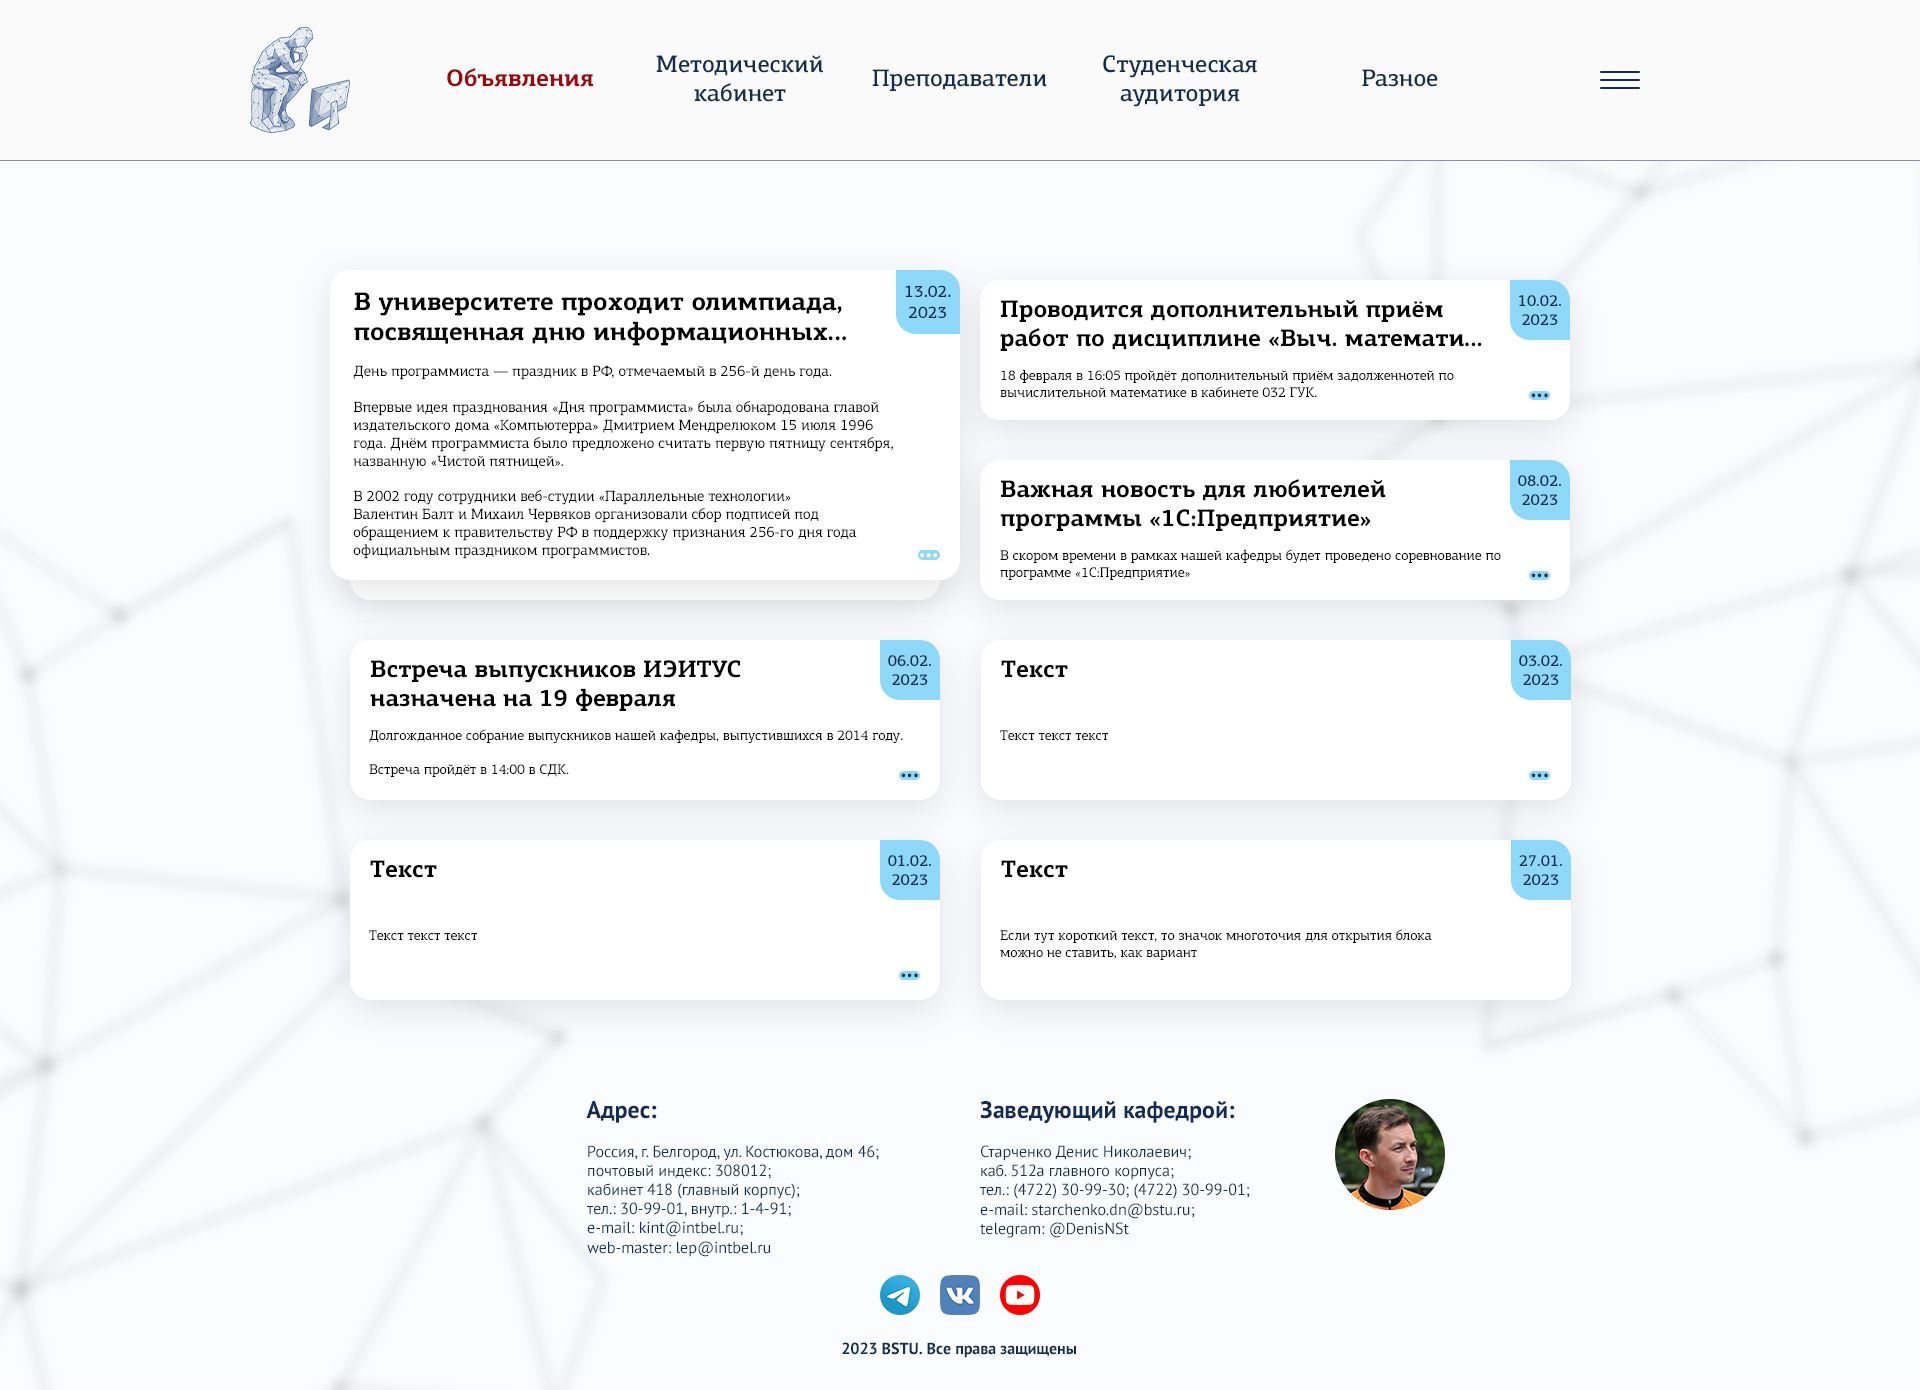 Объявления
Методический
кабинет
Преподаватели
Студенческая
аудитория
Разное
В университете проходит олимпиада,
посвященная дню информационных...
13.02.
2023
День программиста — праздник в РФ, отмечаемый в 256-й день года.
Впервые идея празднования «Дня программиста» была обнародована главой
издательского дома «Компьютерра» Дмитрием Мендрелюком 15 июля 1996
года. Днём программиста было предложено считать первую пятницу сентября,
названную «Чистой пятницей».
В 2002 году сотрудники веб-студии «Параллельные технологии»
Валентин Балт и Михаил Червяков организовали сбор подписей под
обращением к правительству РФ в поддержку признания 256-го дня года
официальным праздником программистов.
Проводится дополнительный приём
работ по дисциплине «Выч. математи...
10.02.
2023
18 февраля в 16:05 пройдёт дополнительный приём задолженнотей по
вычислительной математике в кабинете 032 ГУК.
Важная новость для любителей
программы «1С:Предприятие»
08.02.
2023
В скором времени в рамках нашей кафедры будет проведено соревнование по
программе «1С:Предприятие»
Встреча выпускников ИЭИТУС
назначена на 19 февраля
06.02.
2023
Долгожданное собрание выпускников нашей кафедры, выпустившихся в 2014 году.
Встреча пройдёт в 14:00 в СДК.
Текст
03.02.
2023
Текст текст текст
Текст
01.02.
2023
Текст текст текст
Текст
27.01.
2023
Если тут короткий текст, то значок многоточия для открытия блока
можно не ставить, как вариант
Адрес:
Россия, г. Белгород, ул. Костюкова, дом 46;
почтовый индекс: 308012;
кабинет 418 (главный корпус);
тел.: 30-99-01, внутр.: 1-4-91;
e-mail: kint@intbel.ru;
web-master: lep@intbel.ru
Заведующий кафедрой:
Старченко Денис Николаевич;
каб. 512а главного корпуса;
тел.: (4722) 30-99-30; (4722) 30-99-01;
e-mail: starchenko.dn@bstu.ru;
telegram: @DenisNSt
2023 BSTU. Все права защищены